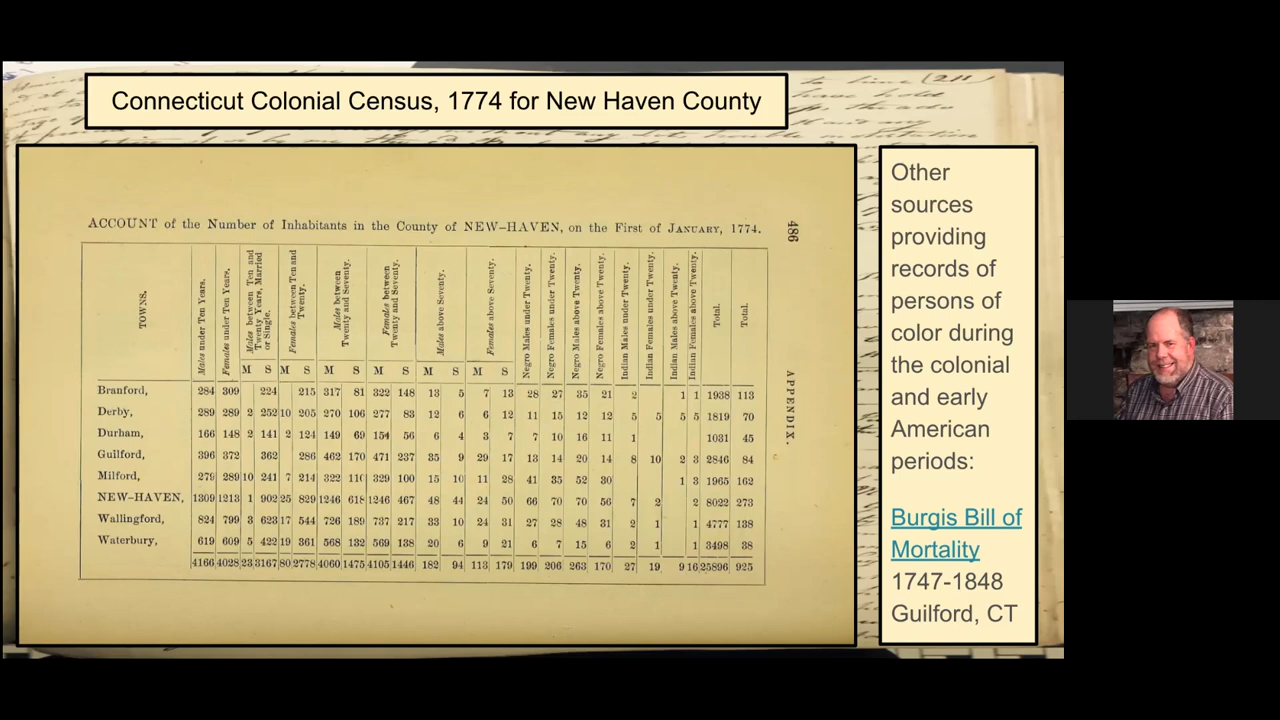 to time (211
Connecticut Colonial Census, 1774 for New Haven County
ACCOUNT of the Number of Inhabitants in the County of NEW-HAVEN, on the First of JANUARY, 1774.
486
TOWNS.
Males under Ten Years.
Females under Ten Years.
Males between Ten and Twenty Years, Married or Single.
Females between Ten and Twenty.
Males between Twenty and Seventy.
Females between Twenty and Seventy.
Males above Seventy.
Females above Seventy.
Negro Males under Twenty.
Negro Females under Twenty.
Negro Males above Twenty.
Negro Females above Twenty.
Indian Males under Twenty.
Indian Females under Twenty.
Indian Males above Twenty.
Indian Females above Twenty.
Total.
Total.
M S M S M S M S M S M S
Branford, 284 309 224 215 317 81 322 148 13 5 7 13 28 27 35 21 2 1 1 1938 113
Derby, 289 289 2 252 10 205 270 106 277 83 12 6 6 12 11 15 12 12 5 5 5 5 1819 70
Durham, 166 148 2 141 2 124 149 69 154 56 6 4 3 7 7 10 16 11 1 1031 45
Guilford, 396 372 362 286 462 170 471 237 35 9 29 17 13 14 20 14 8 10 2 3 2846 84
Milford, 279 289 10 241 7 214 322 110 329 100 15 10 11 28 41 35 52 30 1 3 1965 162
NEW-HAVEN, 1309 1213 1 902 25 829 1246 618 1246 467 48 44 24 50 66 70 70 56 7 2 2 8022 273
Wallingford, 824 799 3 623 17 544 726 189 737 217 33 10 24 31 27 28 48 31 2 1 1 4777 138
Waterbury, 619 609 5 422 19 361 568 132 569 138 20 6 9 21 6 7 15 6 2 1 1 3498 38
4166 4028 23 3167 80 2778 4060 1475 4105 1446 182 94 113 179 199 206 263 170 27 19 9 16 25896 925
APPENDIX.
Other
sources
providing
records of
persons of
color during
the colonial
and early
American
periods:
Burgis Bill of
Mortality
1747-1848
Guilford, CT